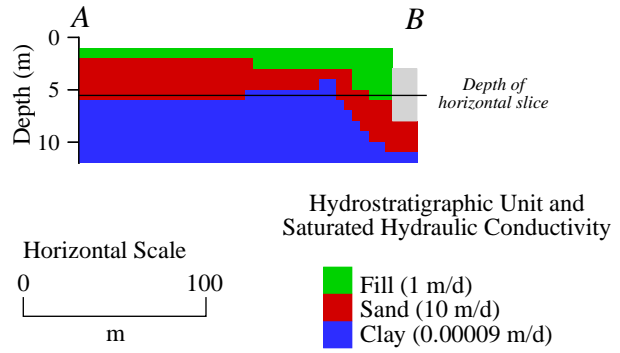 A
B
0
5
10
Depth (m)
Depth of
horizontal slice
Hydrostratigraphic Unit and
Saturated Hydraulic Conductivity
Horizontal Scale
0
100
m
Fill (1 m/d)
Sand (10 m/d)
Clay (0.00009 m/d)